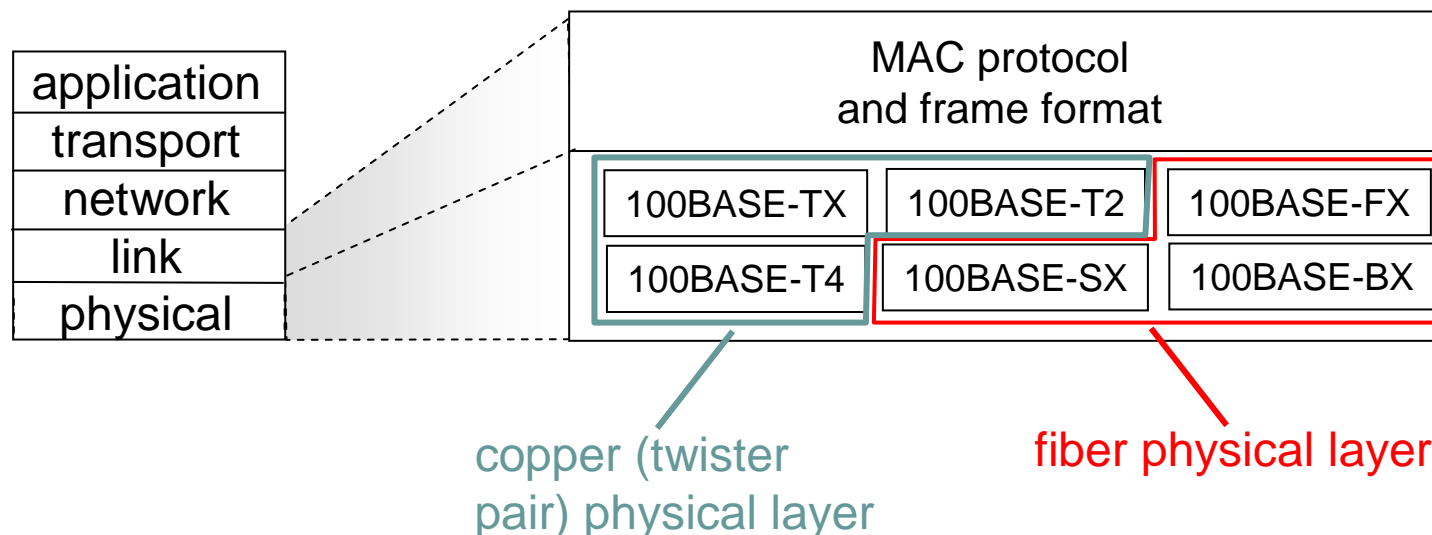 application
transport
network
link
physical
MAC protocol
and frame format
100BASE-TX
100BASE-T2
100BASE-FX
100BASE-T4
100BASE-SX
100BASE-BX
copper (twister
pair) physical layer
fiber physical layer